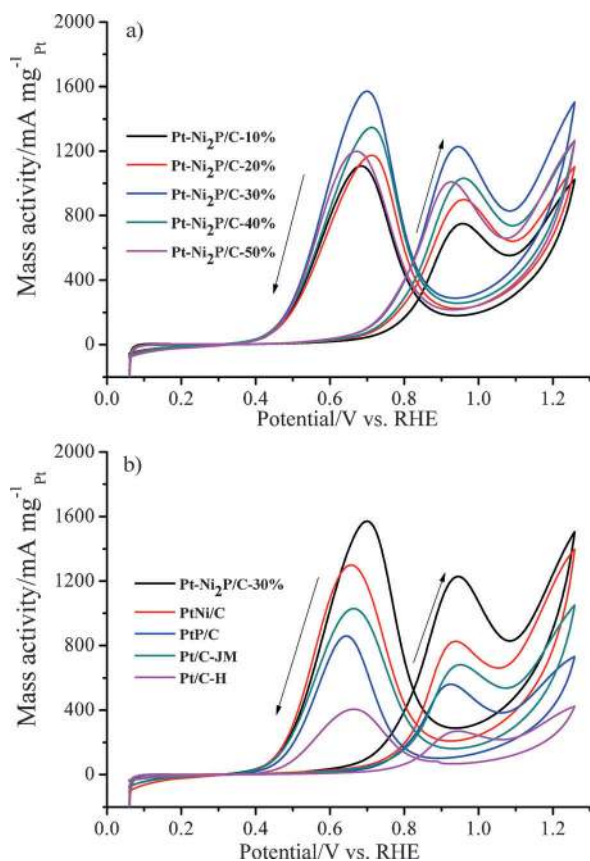 a)
Mass activity/mA mg⁻¹ Pt
2000
1600
1200
800
400
0
Pt-Ni₂P/C-10%
Pt-Ni₂P/C-20%
Pt-Ni₂P/C-30%
Pt-Ni₂P/C-40%
Pt-Ni₂P/C-50%
0.0 0.2 0.4 0.6 0.8 1.0 1.2
Potential/V vs. RHE
b)
Mass activity/mA mg⁻¹ Pt
2000
1600
1200
800
400
0
Pt-Ni₂P/C-30%
PtNi/C
PtP/C
Pt/C-JM
Pt/C-H
0.0 0.2 0.4 0.6 0.8 1.0 1.2
Potential/V vs. RHE